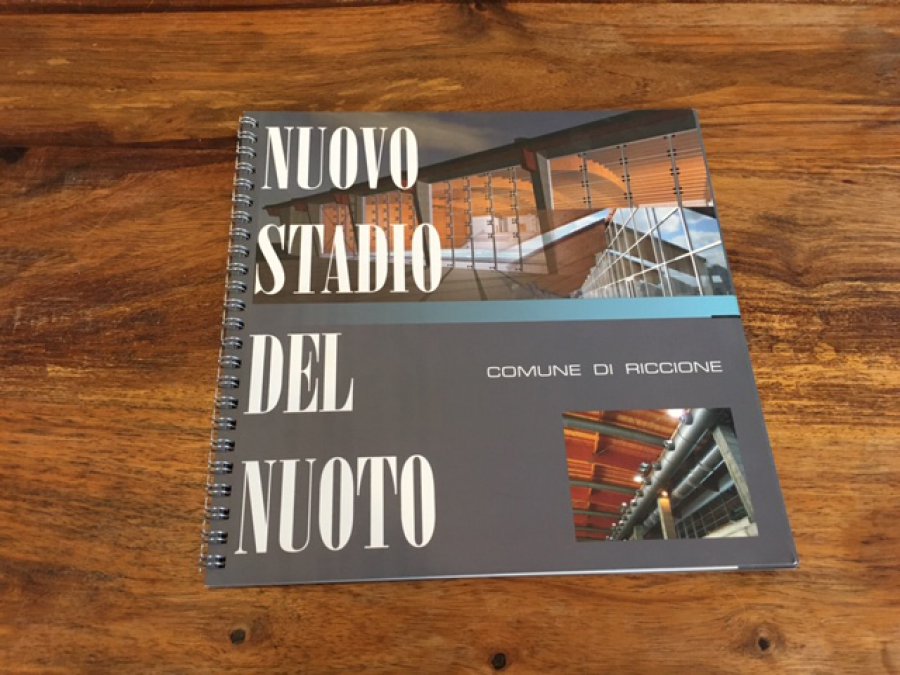 NUOVO
STADIO
DEL
COMUNE DI RICCIONE
NUOTO